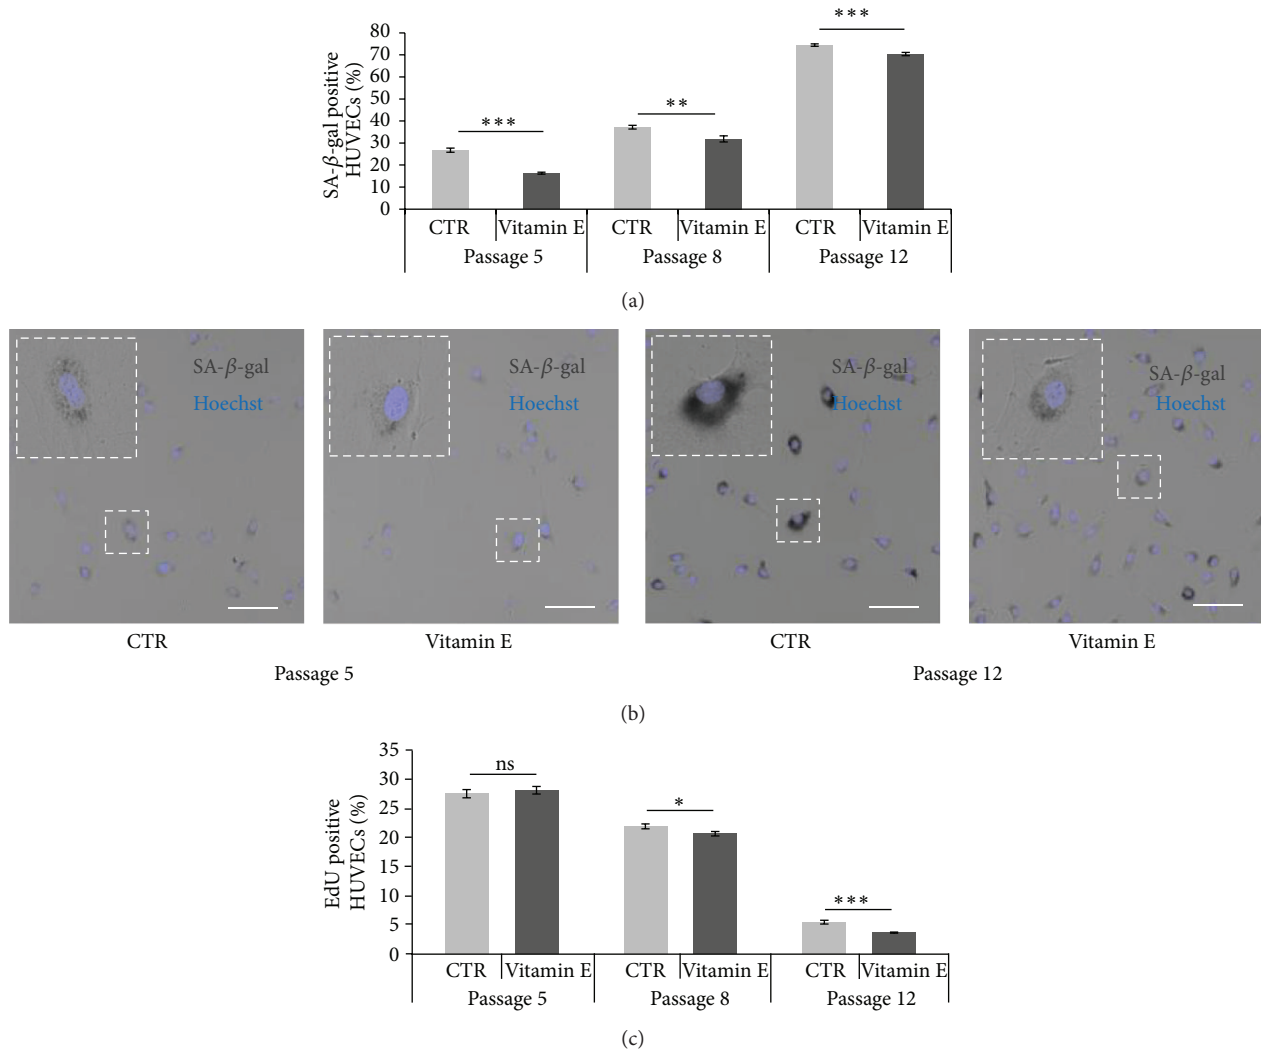 ***
***
**
80
70
60
50
40
30
20
10
0
SA-β-gal positive
HUVECs (%)
CTR Vitamin E CTR Vitamin E CTR Vitamin E
Passage 5 Passage 8 Passage 12
(a)
SA-β-gal SA-β-gal SA-β-gal SA-β-gal
Hoechst Hoechst Hoechst Hoechst
CTR Vitamin E CTR Vitamin E
Passage 5 Passage 12
(b)
35
30
25
20
15
10
5
0
EdU positive
HUVECs (%)
ns
*
***
CTR Vitamin E CTR Vitamin E CTR Vitamin E
Passage 5 Passage 8 Passage 12
(c)